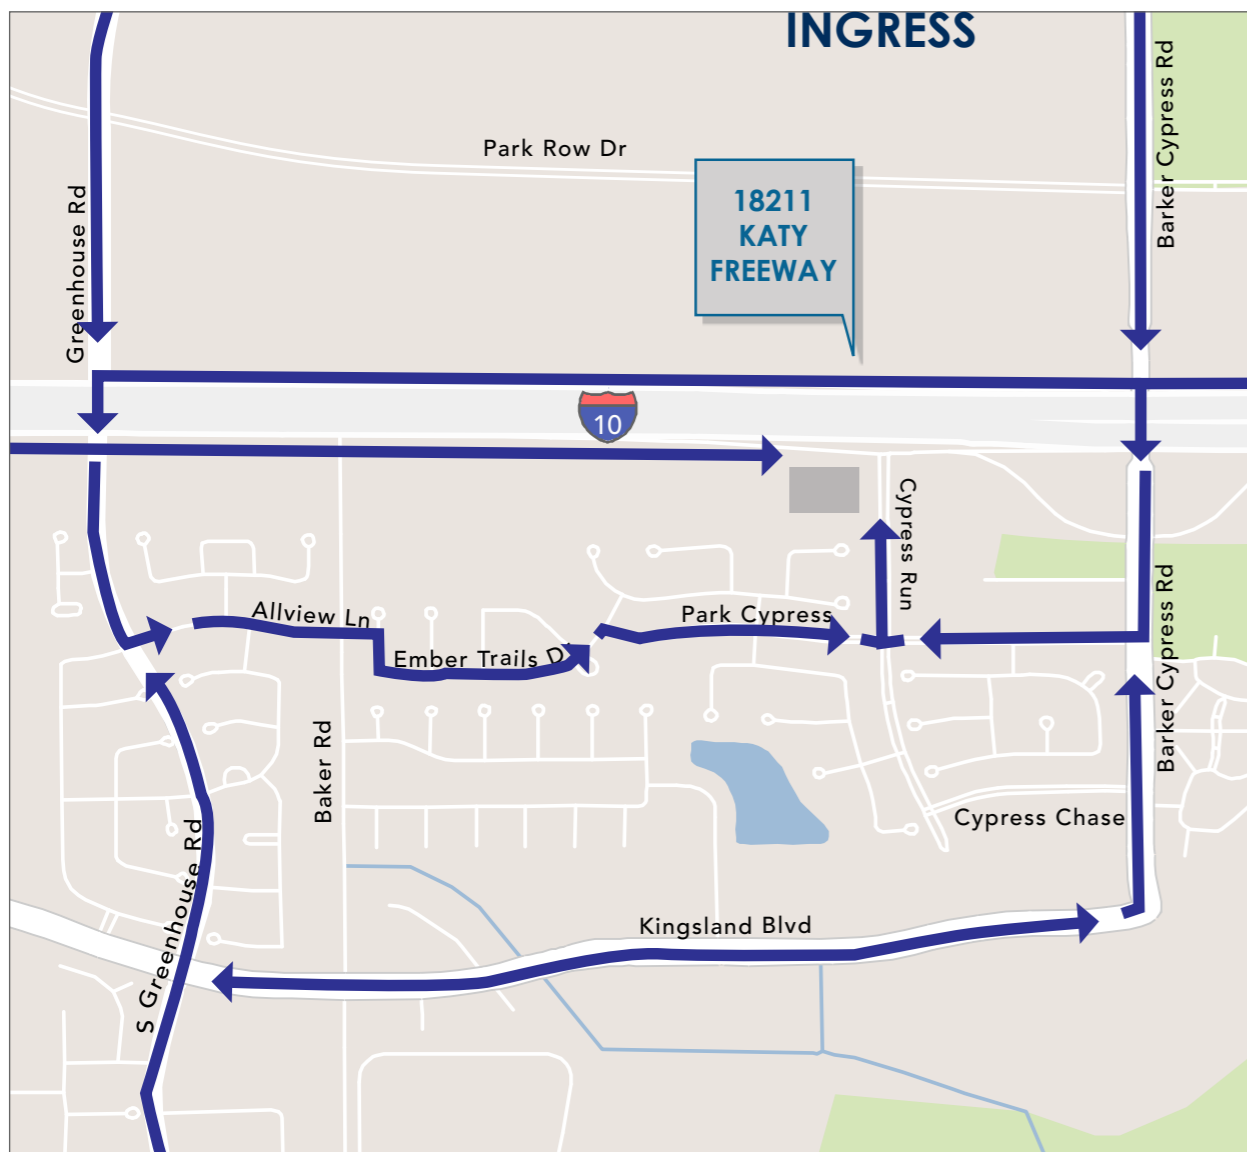 INGRESS
Barker Cypress Rd
Park Row Dr
18211
KATY
FREEWAY
Greenhouse Rd
10
Cypress Run
Allview Ln
Park Cypress
Ember Trails D
Barker Cypress Rd
Baker Rd
Cypress Chase
S Greenhouse Rd
Kingsland Blvd